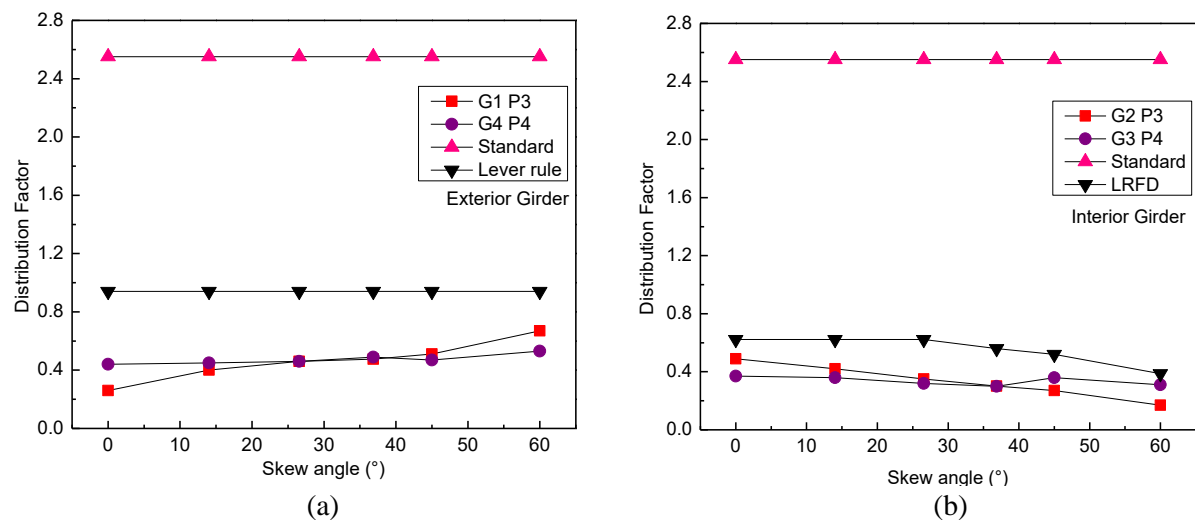 2.8
2.4
2.0
1.6
1.2
0.8
0.4
0.0
Distribution Factor
G1 P3
G4 P4
Standard
Lever rule
Exterior Girder
0 10 20 30 40 50 60
Skew angle (°)
(a)
2.8
2.4
2.0
1.6
1.2
0.8
0.4
0.0
Distribution Factor
G2 P3
G3 P4
Standard
LRFD
Interior Girder
0 10 20 30 40 50 60
Skew angle (°)
(b)